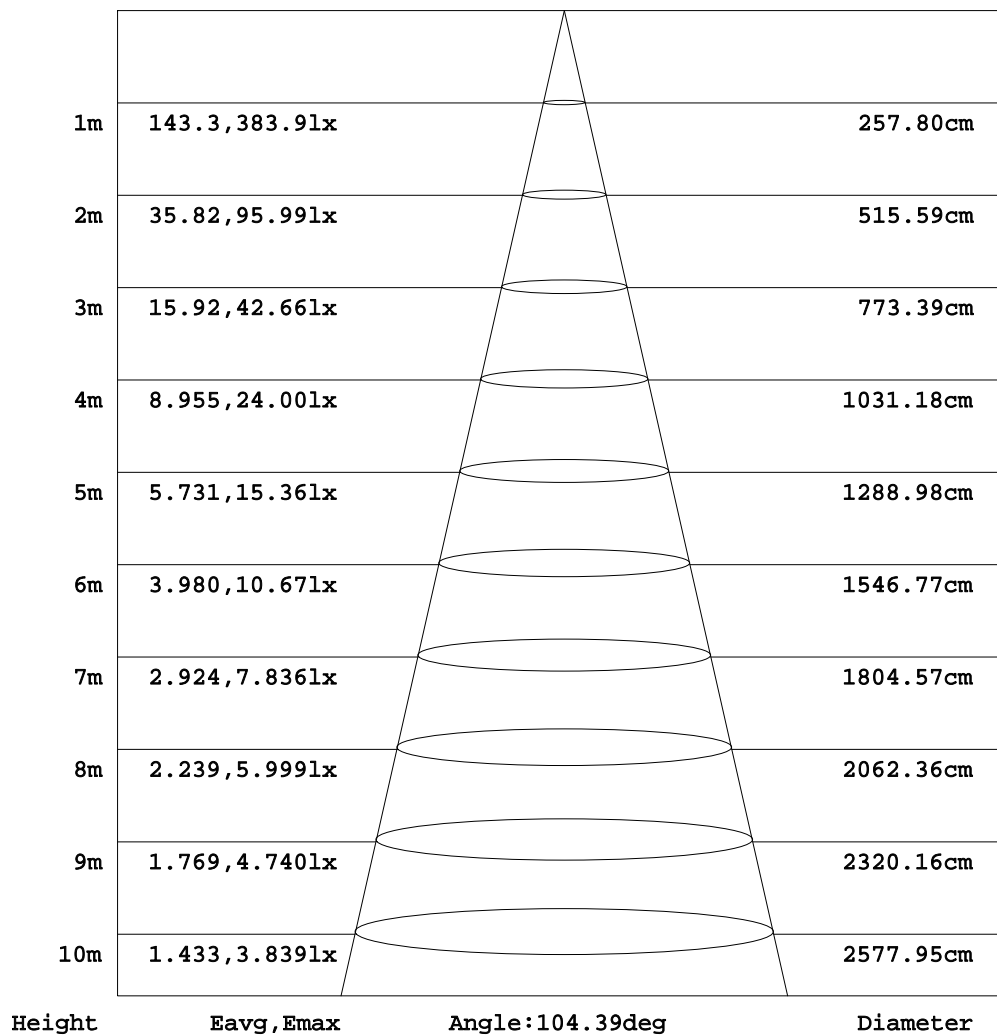 1m 143.3,383.9lx 257.80cm
2m 35.82,95.99lx 515.59cm
3m 15.92,42.66lx 773.39cm
4m 8.955,24.00lx 1031.18cm
5m 5.731,15.36lx 1288.98cm
6m 3.980,10.67lx 1546.77cm
7m 2.924,7.836lx 1804.57cm
8m 2.239,5.999lx 2062.36cm
9m 1.769,4.740lx 2320.16cm
10m 1.433,3.839lx 2577.95cm
Height Eavg,Emax Angle:104.39deg Diameter